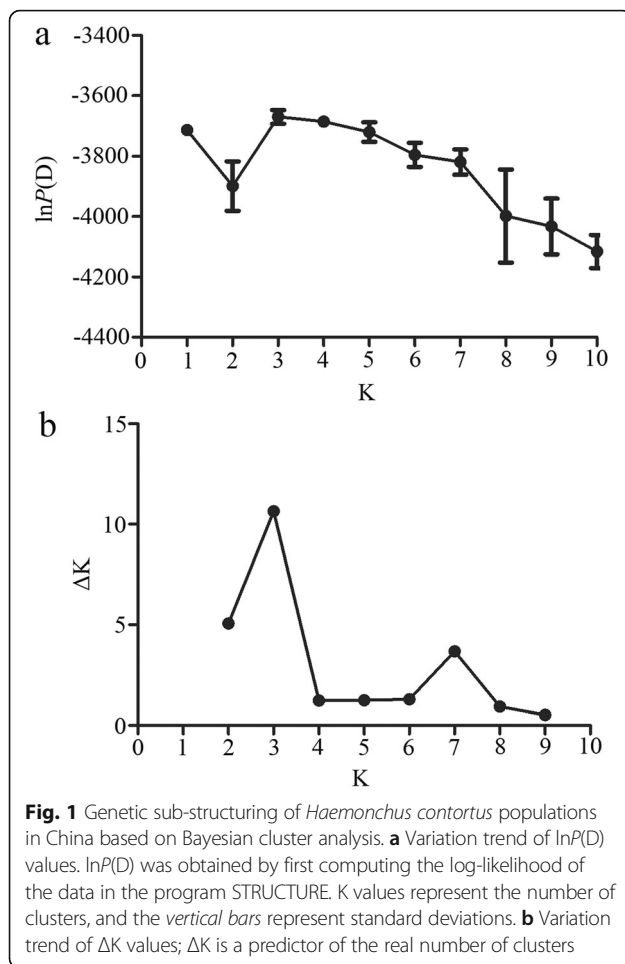 a
-3400
-3600
-3800
-4000
-4200
-4400
lnP(D)
0 1 2 3 4 5 6 7 8 9 10
K
b
15
10
5
0
ΔK
0 1 2 3 4 5 6 7 8 9 10
K
Fig. 1 Genetic sub-structuring of Haemonchus contortus populations
in China based on Bayesian cluster analysis. a Variation trend of lnP(D)
values. lnP(D) was obtained by first computing the log-likelihood of
the data in the program STRUCTURE. K values represent the number of
clusters, and the vertical bars represent standard deviations. b Variation
trend of ΔK values; ΔK is a predictor of the real number of clusters